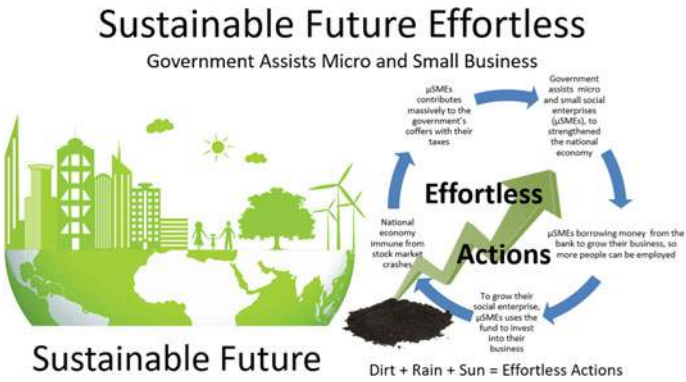 Sustainable Future Effortless
Government Assists Micro and Small Business
µSMEs
contributes
massively to the
government's
coffers with their
taxes
Government
assists micro
and small social
enterprises
(µSMEs), to
strengthened
the national
economy
µSMEs borrowing money from the
bank to grow their business, so
more people can be employed
To grow their
social enterprise,
µSMEs uses the
fund to invest
into their
business
National
economy
immune from
stock market
crashes
Effortless
Actions
Sustainable Future
Dirt + Rain + Sun = Effortless Actions